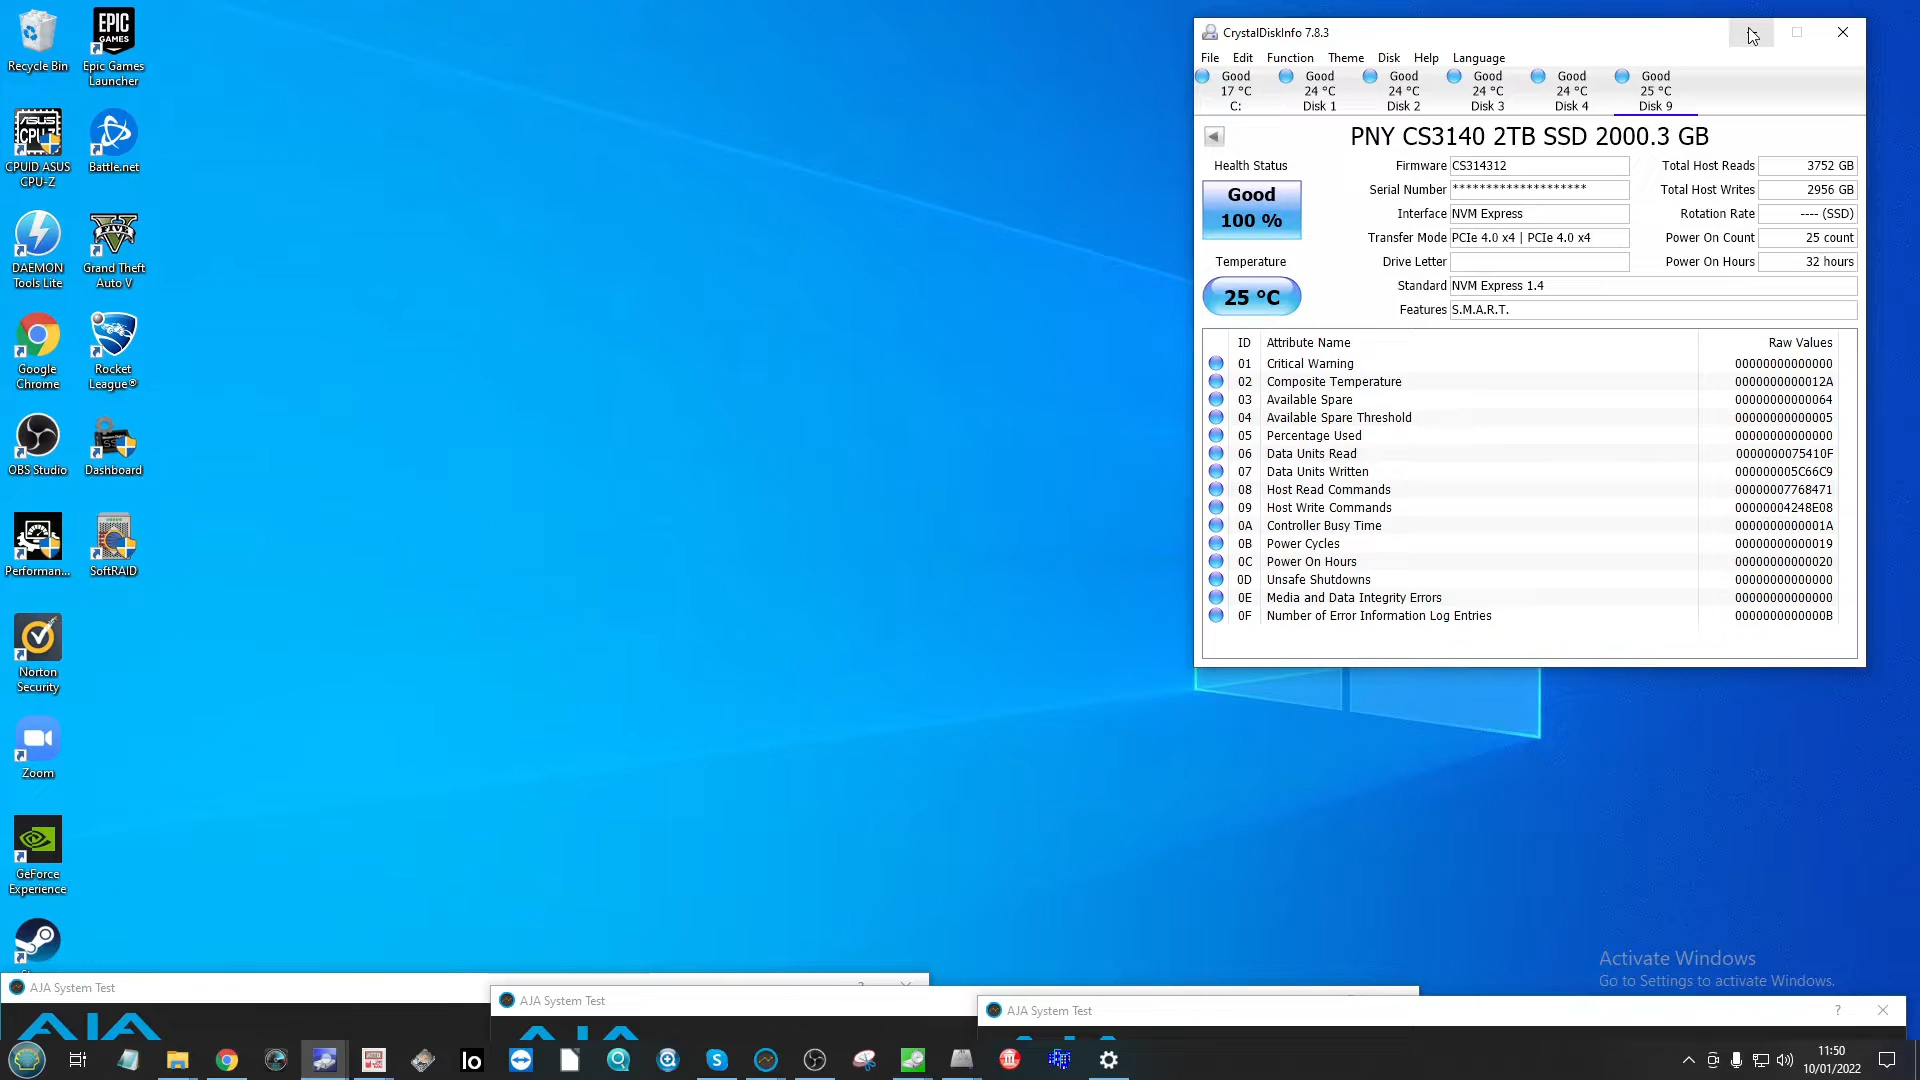 Recycle Bin
EPIC
GAMES
Epic Games
Launcher
ASUS
CPU-Z
CPUID ASUS
CPU-Z
Battle.net
DAEMON
Tools Lite
FIVE
Grand Theft
Auto V
Google
Chrome
Rocket
League®
OBS Studio
Dashboard
Performan...
SoftRAID
Norton
Security
Zoom
GeForce
Experience
CrystalDiskInfo 7.8.3
File Edit Function Theme Disk Help Language
Good Good Good Good Good Good
17 °C 24 °C 24 °C 24 °C 24 °C 25 °C
C: Disk 1 Disk 2 Disk 3 Disk 4 Disk 9
PNY CS3140 2TB SSD 2000.3 GB
Health Status
Good
100 %
Temperature
25 °C
Firmware CS314312 Total Host Reads 3752 GB
Serial Number ******************** Total Host Writes 2956 GB
Interface NVM Express Rotation Rate ---- (SSD)
Transfer Mode PCIe 4.0 x4 | PCIe 4.0 x4 Power On Count 25 count
Drive Letter Power On Hours 32 hours
Standard NVM Express 1.4
Features S.M.A.R.T.
ID Attribute Name Raw Values
01 Critical Warning 00000000000000
02 Composite Temperature 0000000000012A
03 Available Spare 00000000000064
04 Available Spare Threshold 00000000000005
05 Percentage Used 00000000000000
06 Data Units Read 0000000075410F
07 Data Units Written 000000005C66C9
08 Host Read Commands 00000007768471
09 Host Write Commands 00000004248E08
0A Controller Busy Time 0000000000001A
0B Power Cycles 00000000000019
0C Power On Hours 00000000000020
0D Unsafe Shutdowns 00000000000000
0E Media and Data Integrity Errors 00000000000000
0F Number of Error Information Log Entries 0000000000000B
Activate Windows
Go to Settings to activate Windows.
AJA System Test
AJA System Test
AJA System Test
AJA
Io
11:50
10/01/2022